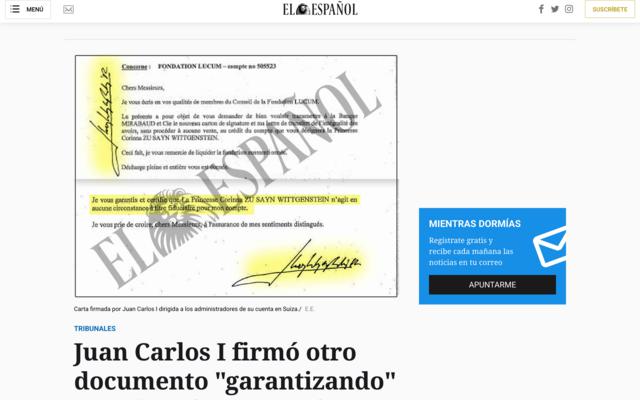 MENÚ
EL ESPAÑOL
SUSCRÍBETE
Concerne : FONDATION LUCUM – compte no 505523
Chers Messieurs,
Je vous écris en vos qualités de membres du Conseil de la Fondation LUCUM.
La présente a pour objet de vous demander de bien vouloir transmettre à la Banque
MIRABAUD et Cie le nouveau carton de signature et ma lettre de transfert de l'intégralité des
avoirs, sans procéder à aucune vente, au crédit du compte que vous désignera la Princesse
Corinna ZU SAYN WITTGENSTEIN.
Ceci fait, je vous remercie de liquider la fondation susmentionnée.
Décharge pleine et entière vous est donnée.
EL ESPAÑOL
Je vous garantis et certifie que La Princesse Corinna ZU SAYN WITTGENSTEIN n'agit en
aucune circonstance à titre fiduciaire pour mon compte.
Je vous prie de croire, chers Messieurs, à l'assurance de mes sentiments distingués.
Carta firmada por Juan Carlos I dirigida a los administradores de su cuenta en Suiza./ E.E.
TRIBUNALES
Juan Carlos I firmó otro
documento "garantizando"
MIENTRAS DORMÍAS
Regístrate gratis y
recibe cada mañana las
noticias en tu correo
APUNTARME